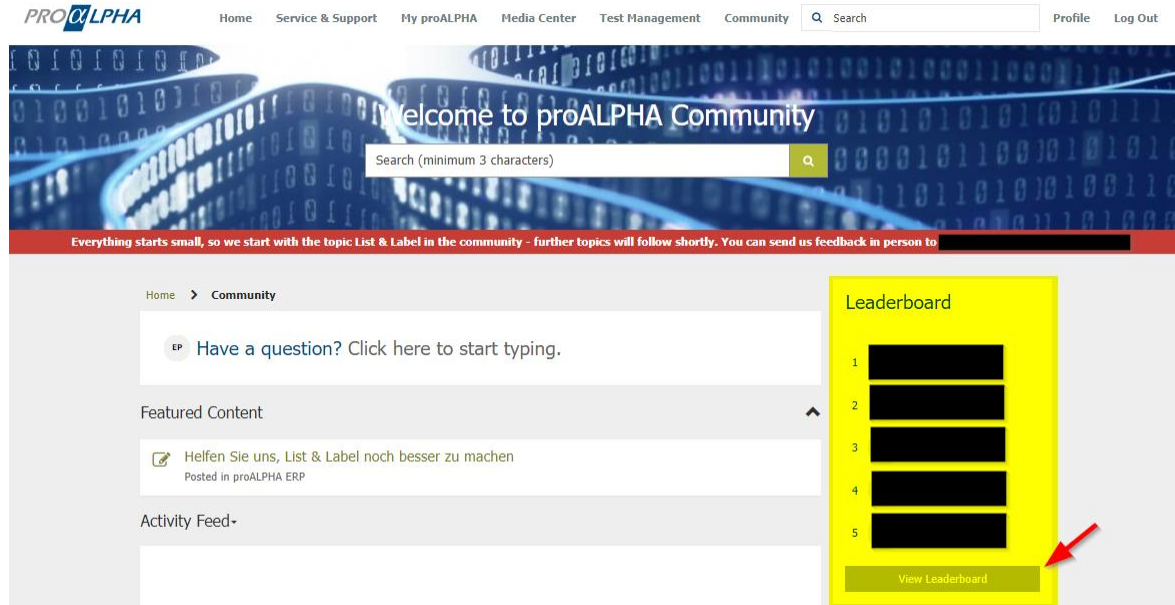 PROαLPHA
Home Service & Support My proALPHA Media Center Test Management Community Search Profile Log Out
Welcome to proALPHA Community
Search (minimum 3 characters)
Everything starts small, so we start with the topic List & Label in the community - further topics will follow shortly. You can send us feedback in person to
Home > Community
EP Have a question? Click here to start typing.
Featured Content
Helfen Sie uns, List & Label noch besser zu machen
Posted in proALPHA ERP
Activity Feed
Leaderboard
1
2
3
4
5
View Leaderboard